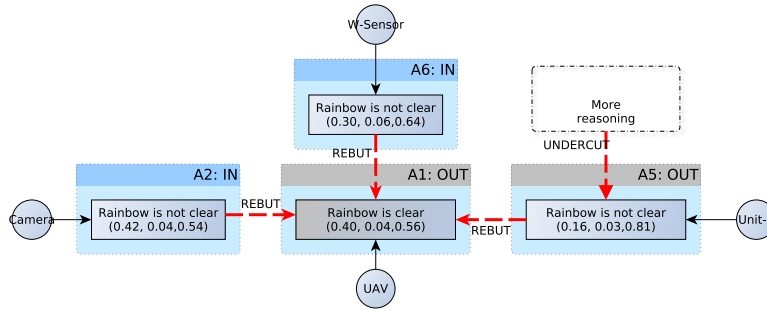 W-Sensor
A6: IN
Rainbow is not clear
(0.30, 0.06,0.64)
More
reasoning
REBUT
UNDERCUT
A2: IN
A1: OUT
A5: OUT
Camera
Rainbow is not clear
(0.42, 0.04,0.54)
REBUT
Rainbow is clear
(0.40, 0.04,0.56)
REBUT
Rainbow is not clear
(0.16, 0.03,0.81)
Unit-
UAV